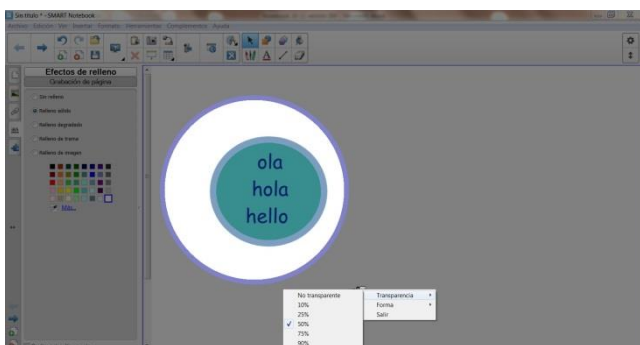 Sin título * - SMART Notebook
Archivo Edición Ver Insertar Formato Herramientas Complementos Ayuda
Efectos de relleno
Grabación de página
Sin relleno
Relleno sólido
Relleno degradado
Relleno de trama
Relleno de imagen
Más...
ola
hola
hello
No transparente
10%
25%
50%
75%
90%
Transparencia
Forma
Salir